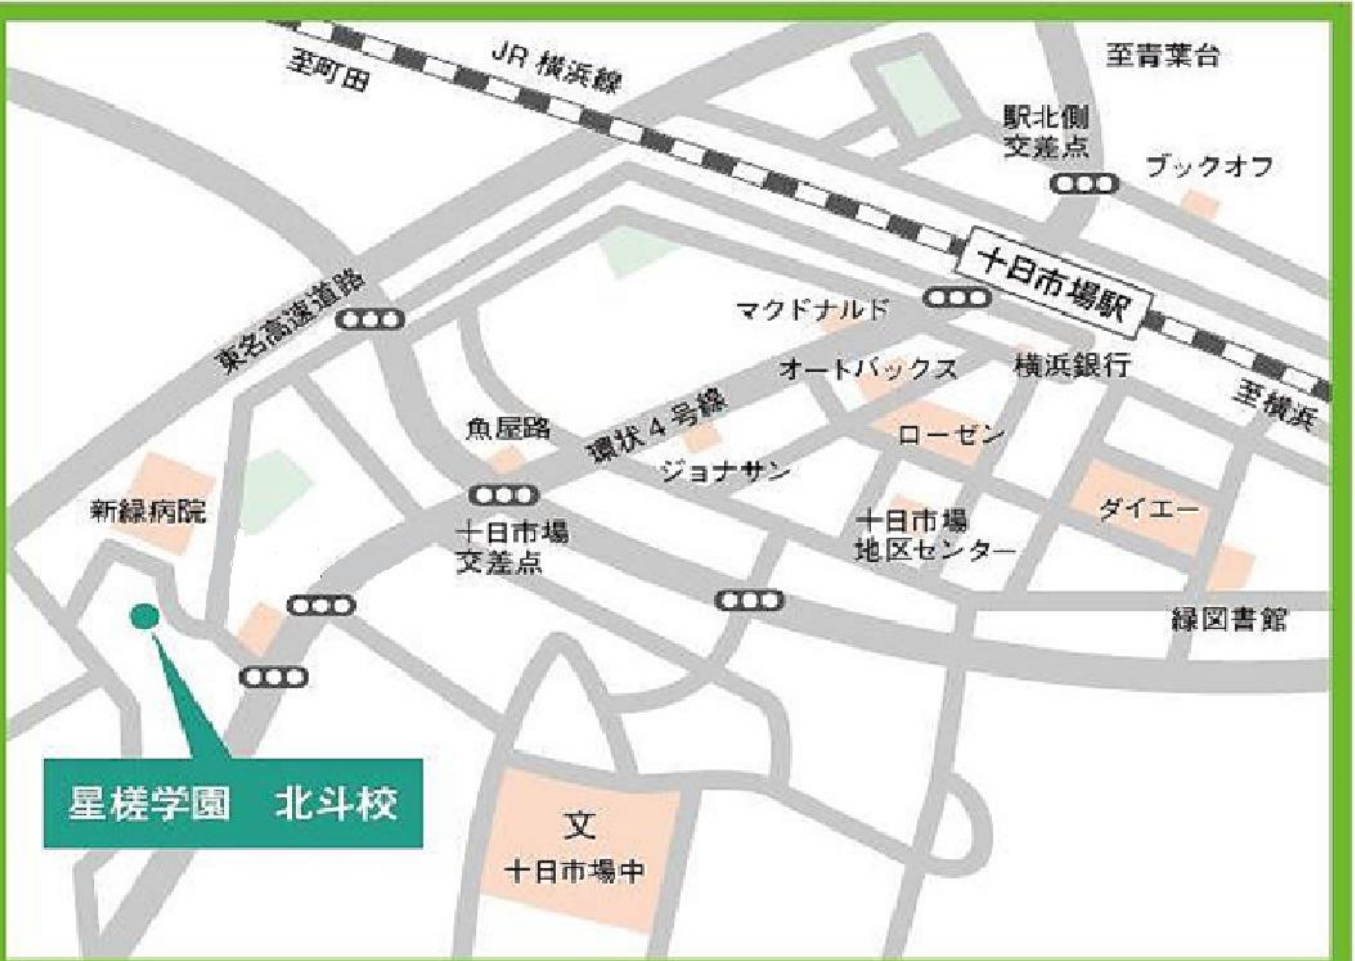 JR 横浜線
至町田
至青葉台
駅北側
交差点
ブックオフ
十日市場駅
東名高速道路
マクドナルド
オートバックス
横浜銀行
至横浜
魚屋路
環状4号線
ローゼン
ジョナサン
新緑病院
十日市場
交差点
十日市場
地区センター
ダイエー
緑図書館
星槎学園 北斗校
文
十日市場中